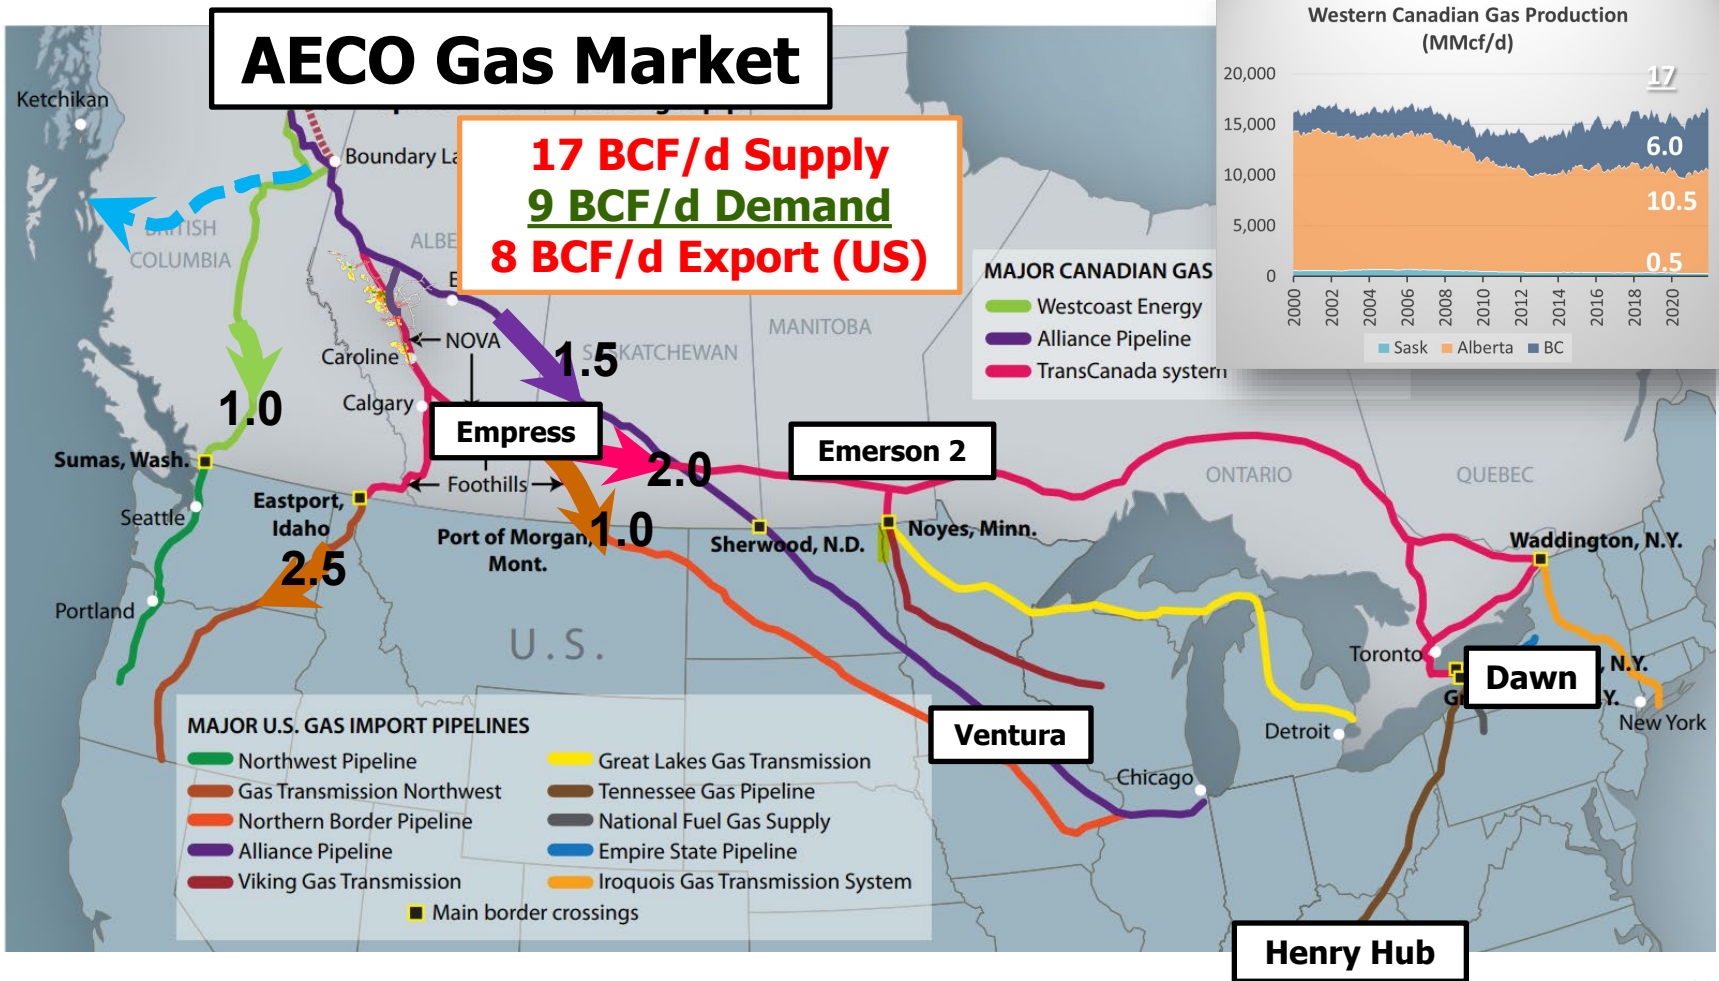 AECO Gas Market
17 BCF/d Supply
9 BCF/d Demand
8 BCF/d Export (US)
Western Canadian Gas Production
(MMcf/d)
20,000
15,000
10,000
5,000
0
17
6.0
10.5
0.5
2000
2002
2004
2006
2008
2010
2012
2014
2016
2018
2020
Sask
Alberta
BC
Ketchikan
Boundary La
BRITISH
COLUMBIA
ALBE
E
MANITOBA
SASKATCHEWAN
ONTARIO
QUEBEC
MAJOR CANADIAN GAS
Westcoast Energy
Alliance Pipeline
TransCanada system
NOVA
Caroline
Calgary
1.5
1.0
Empress
Emerson 2
2.0
Sumas, Wash.
Foothills
Eastport,
Idaho
Seattle
Port of Morgan,
Mont.
1.0
Sherwood, N.D.
Noyes, Minn.
Waddington, N.Y.
2.5
Portland
U.S.
Toronto
Dawn
, N.Y.
Gr
Y.
New York
Detroit
Ventura
Chicago
MAJOR U.S. GAS IMPORT PIPELINES
Northwest Pipeline
Gas Transmission Northwest
Northern Border Pipeline
Alliance Pipeline
Viking Gas Transmission
Great Lakes Gas Transmission
Tennessee Gas Pipeline
National Fuel Gas Supply
Empire State Pipeline
Iroquois Gas Transmission System
Main border crossings
Henry Hub